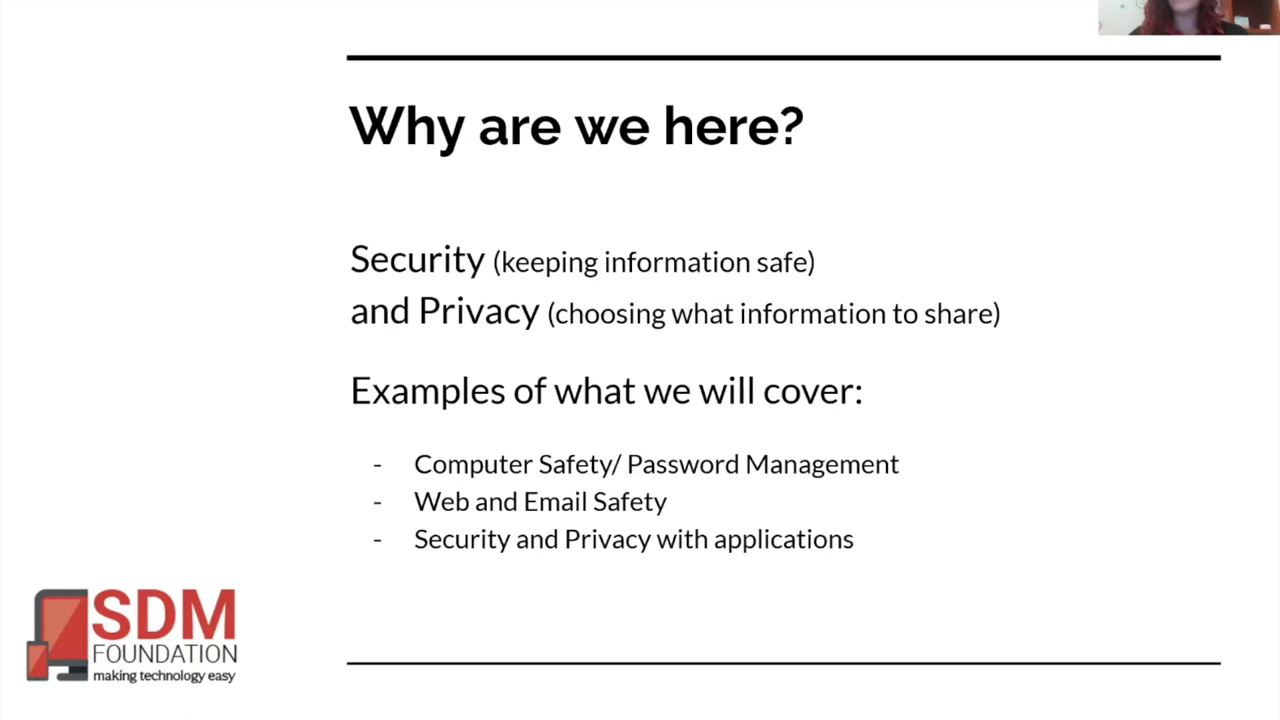 Why are we here?
Security (keeping information safe)
and Privacy (choosing what information to share)
Examples of what we will cover:
- Computer Safety/ Password Management
- Web and Email Safety
- Security and Privacy with applications
SDM
FOUNDATION
making technology easy